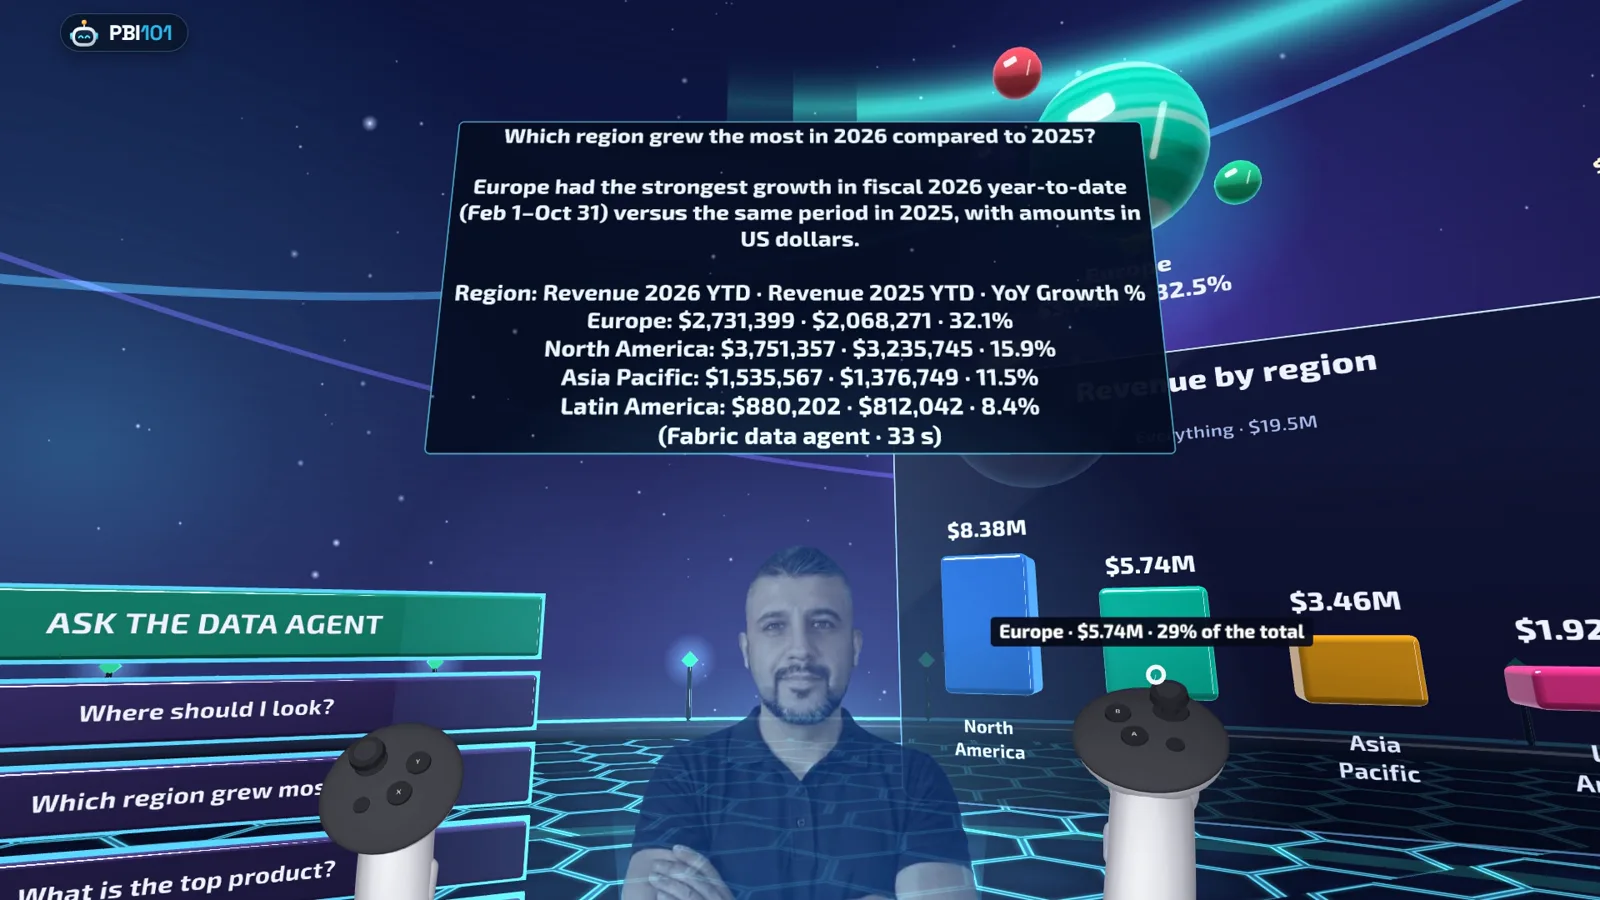 PBI101
Which region grew the most in 2026 compared to 2025?
Europe had the strongest growth in fiscal 2026 year-to-date
(Feb 1–Oct 31) versus the same period in 2025, with amounts in
US dollars.
Region: Revenue 2026 YTD · Revenue 2025 YTD · YoY Growth %
Europe: $2,731,399 · $2,068,271 · 32.1%
North America: $3,751,357 · $3,235,745 · 15.9%
Asia Pacific: $1,535,567 · $1,376,749 · 11.5%
Latin America: $880,202 · $812,042 · 8.4%
(Fabric data agent · 33 s)
Europe
32.5%
Revenue by region
Everything · $19.5M
$8.38M
$5.74M
$3.46M
$1.92
Europe · $5.74M · 29% of the total
North
America
Asia
Pacific
ASK THE DATA AGENT
Where should I look?
Which region grew mos
What is the top product?
Y
X
B
A